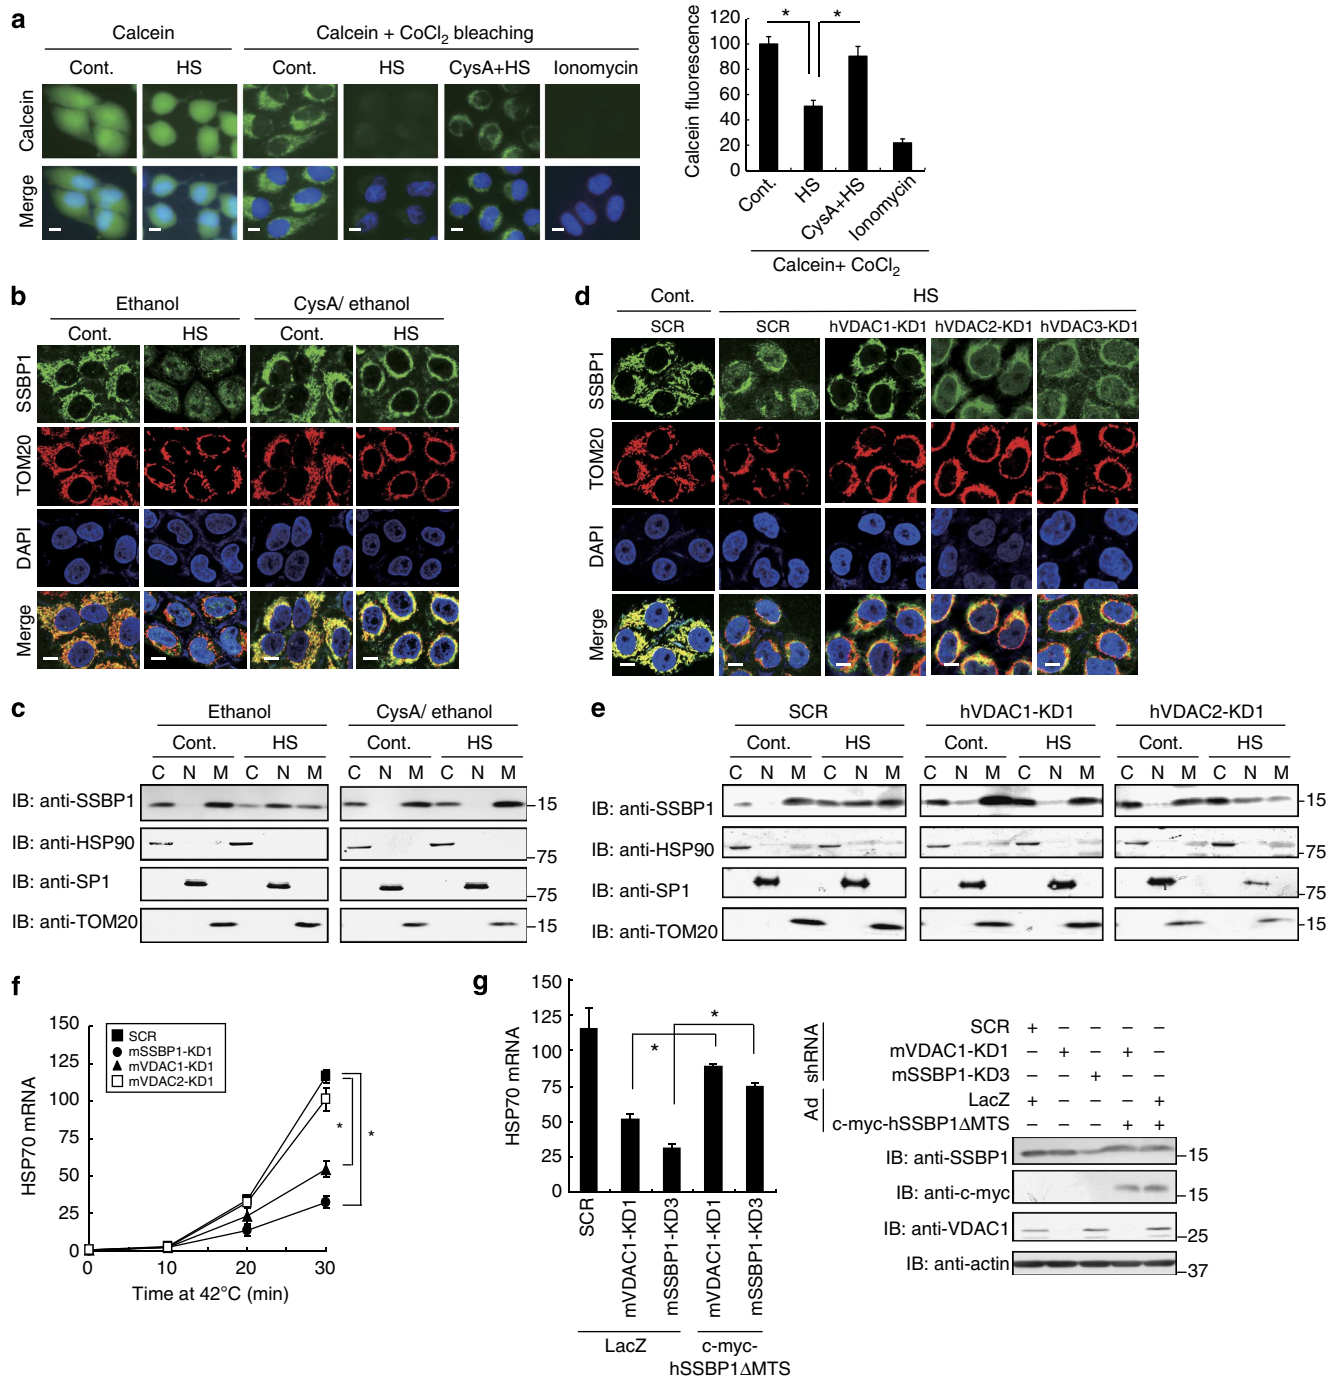 a
Calcein
Calcein + CoCl2 bleaching
Cont.
HS
Cont.
HS
CysA+HS
Ionomycin
Calcein
Merge
Calcein fluorescence
120
100
80
60
40
20
0
*
*
Cont.
HS
CysA+HS
Ionomycin
Calcein+ CoCl2
b
Ethanol
CysA/ ethanol
Cont.
HS
Cont.
HS
SSBP1
TOM20
DAPI
Merge
d
Cont.
HS
SCR
SCR
hVDAC1-KD1
hVDAC2-KD1
hVDAC3-KD1
SSBP1
TOM20
DAPI
Merge
c
Ethanol
CysA/ ethanol
Cont.
HS
Cont.
HS
C N M C N M
C N M C N M
IB: anti-SSBP1
15
IB: anti-HSP90
75
IB: anti-SP1
75
IB: anti-TOM20
15
e
SCR
hVDAC1-KD1
hVDAC2-KD1
Cont.
HS
Cont.
HS
Cont.
HS
C N M C N M
C N M C N M
C N M C N M
IB: anti-SSBP1
15
IB: anti-HSP90
75
IB: anti-SP1
75
IB: anti-TOM20
15
f
HSP70 mRNA
150
125
100
75
50
25
0
SCR
mSSBP1-KD1
mVDAC1-KD1
mVDAC2-KD1
*
*
0
10
20
30
Time at 42°C (min)
g
HSP70 mRNA
150
125
100
75
50
25
0
*
*
SCR
mVDAC1-KD1
mSSBP1-KD3
mVDAC1-KD1
mSSBP1-KD3
LacZ
c-myc-
hSSBP1ΔMTS
shRNA
Ad
SCR + − − − −
mVDAC1-KD1 − + − + −
mSSBP1-KD3 − − + − −
LacZ + − − − +
c-myc-hSSBP1ΔMTS − − − + +
IB: anti-SSBP1
15
IB: anti-c-myc
15
IB: anti-VDAC1
25
IB: anti-actin
37